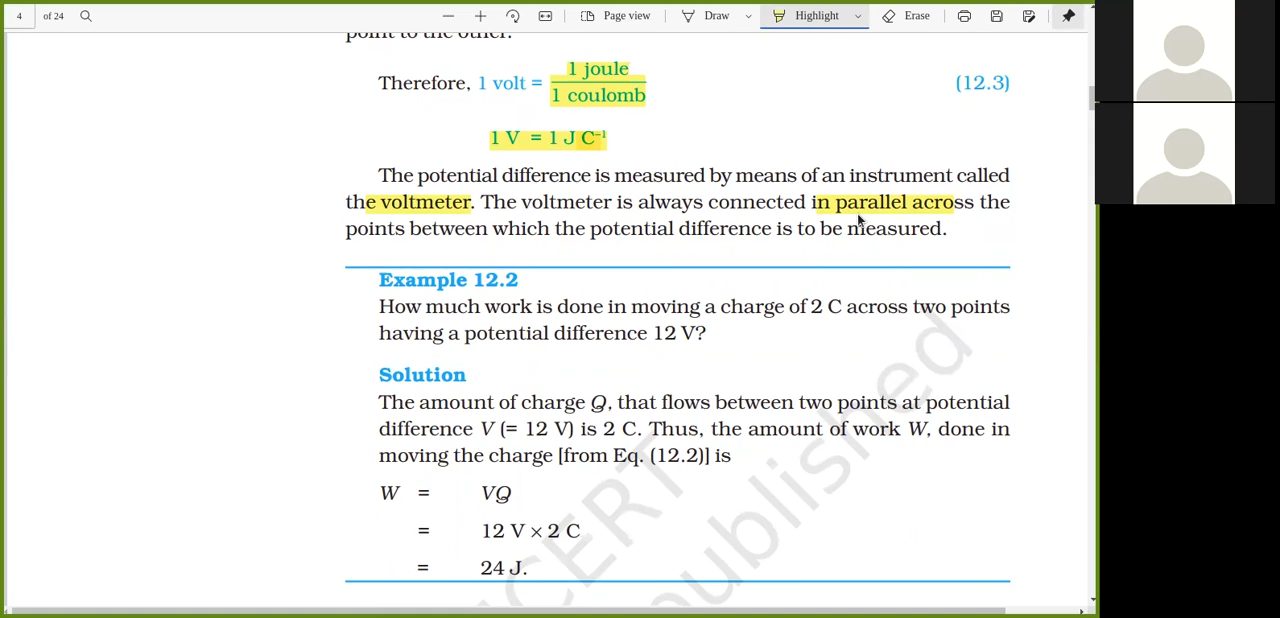 4 of 24 Page view Draw Highlight Erase
point to the other.
Therefore, 1 volt = 1 joule / 1 coulomb (12.3)
1 V = 1 J C⁻¹
The potential difference is measured by means of an instrument called
the voltmeter. The voltmeter is always connected in parallel across the
points between which the potential difference is to be measured.
Example 12.2
How much work is done in moving a charge of 2 C across two points
having a potential difference 12 V?
Solution
The amount of charge Q, that flows between two points at potential
difference V (= 12 V) is 2 C. Thus, the amount of work W, done in
moving the charge [from Eq. (12.2)] is
W = VQ
= 12 V × 2 C
= 24 J.